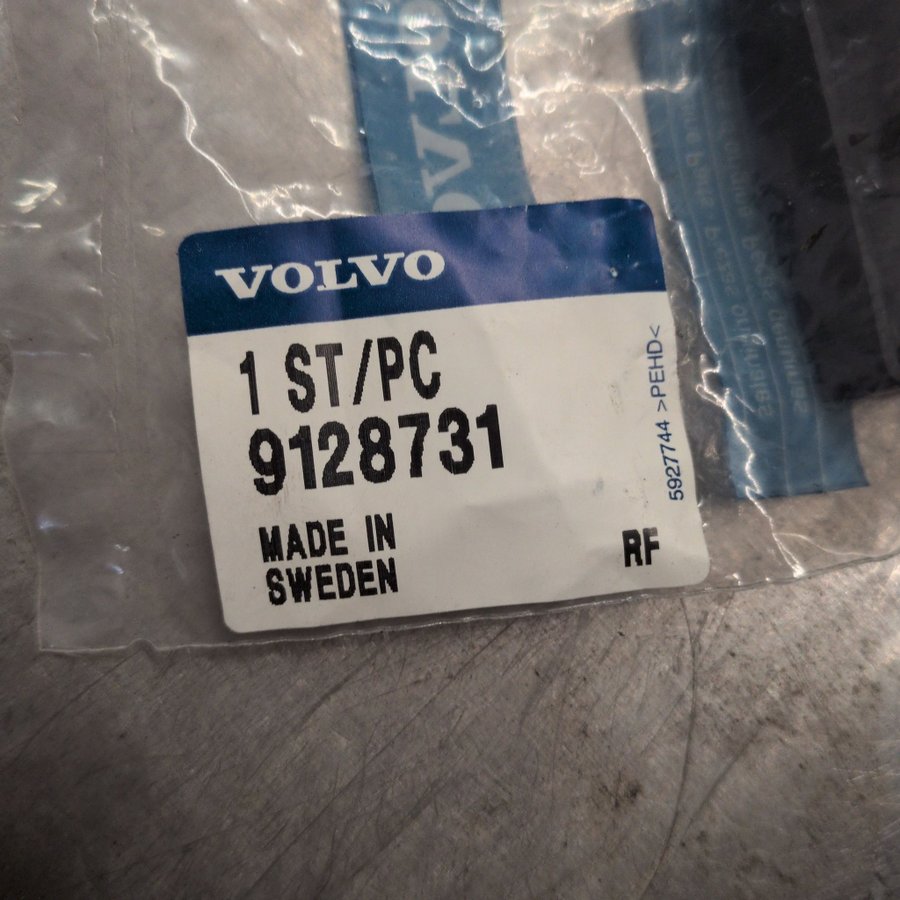 VOLVO
1 ST/PC
9128731
MADE IN
SWEDEN
RF
5927744 >PEHD<